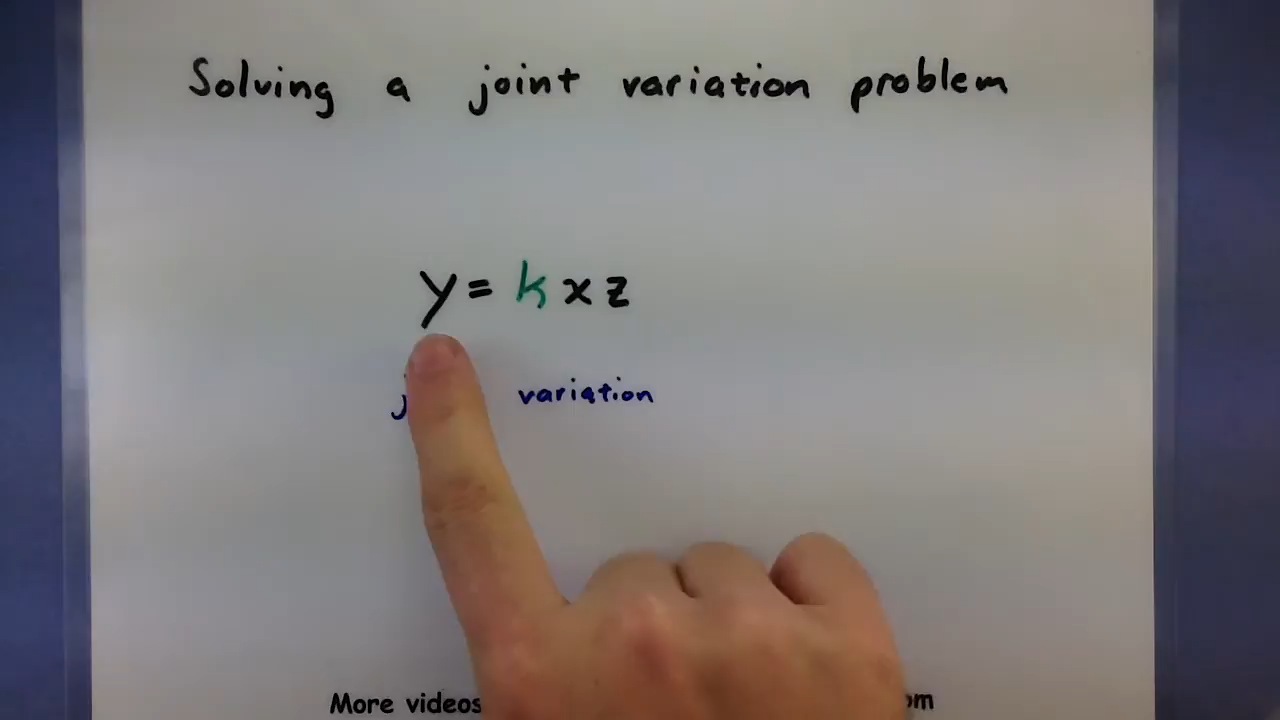 Solving a joint variation problem
y = k x z
variation
More videos